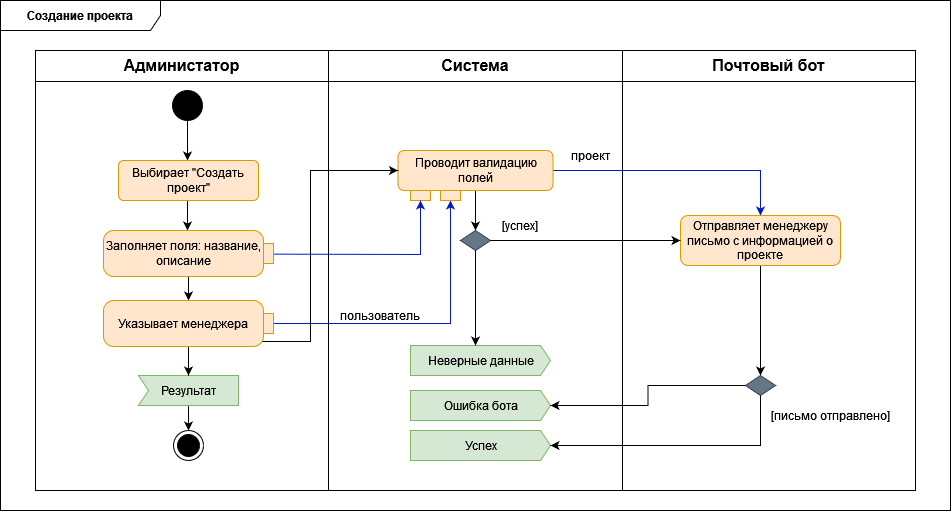 Создание проекта
Администатор
Система
Почтовый бот
Выбирает "Создать
проект"
Заполняет поля: название,
описание
Указывает менеджера
Результат
Проводит валидацию
полей
проект
[успех]
пользователь
Неверные данные
Ошибка бота
Успех
Отправляет менеджеру
письмо с информацией о
проекте
[письмо отправлено]